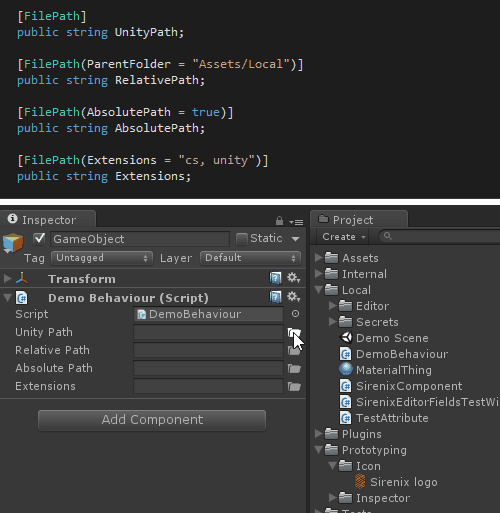 [FilePath]
public string UnityPath;
[FilePath(ParentFolder = "Assets/Local")]
public string RelativePath;
[FilePath(AbsolutePath = true)]
public string AbsolutePath;
[FilePath(Extensions = "cs, unity")]
public string Extensions;
Inspector
GameObject
Static
Tag
Untagged
Layer
Default
Transform
Demo Behaviour (Script)
Script
DemoBehaviour
Unity Path
Relative Path
Absolute Path
Extensions
Add Component
Project
Create
Assets
Internal
Local
Editor
Secrets
Demo Scene
DemoBehaviour
MaterialThing
SirenixComponent
SirenixEditorFieldsTestWi
TestAttribute
Plugins
Prototyping
Icon
Sirenix logo
Inspector